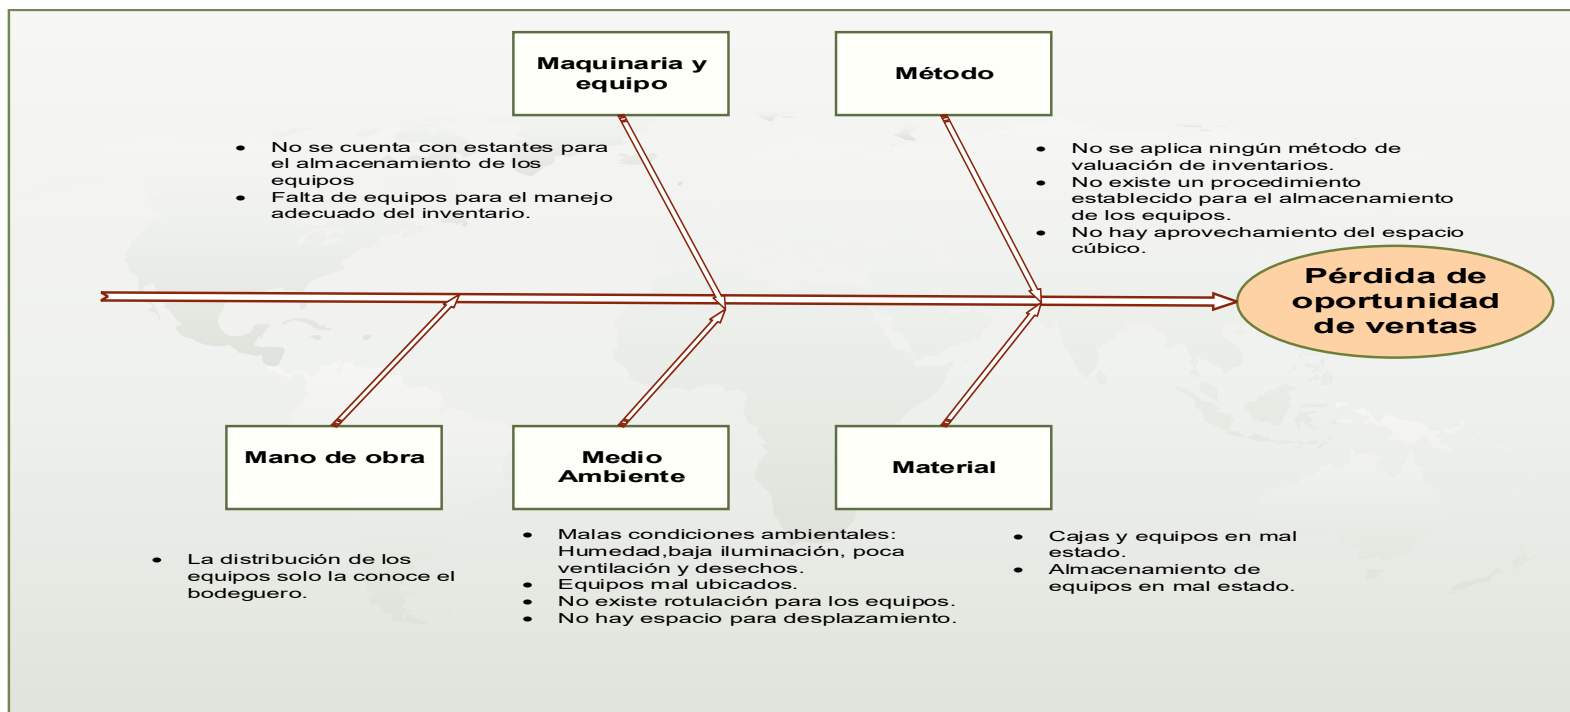 Maquinaria y
equipo
Método
• No se cuenta con estantes para
el almacenamiento de los
equipos
• Falta de equipos para el manejo
adecuado del inventario.
• No se aplica ningún método de
valuación de inventarios.
• No existe un procedimiento
establecido para el almacenamiento
de los equipos.
• No hay aprovechamiento del espacio
cúbico.
Pérdida de
oportunidad
de ventas
Mano de obra
Medio
Ambiente
Material
• La distribución de los
equipos solo la conoce el
bodeguero.
• Malas condiciones ambientales:
Humedad,baja iluminación, poca
ventilación y desechos.
• Equipos mal ubicados.
• No existe rotulación para los equipos.
• No hay espacio para desplazamiento.
• Cajas y equipos en mal
estado.
• Almacenamiento de
equipos en mal estado.